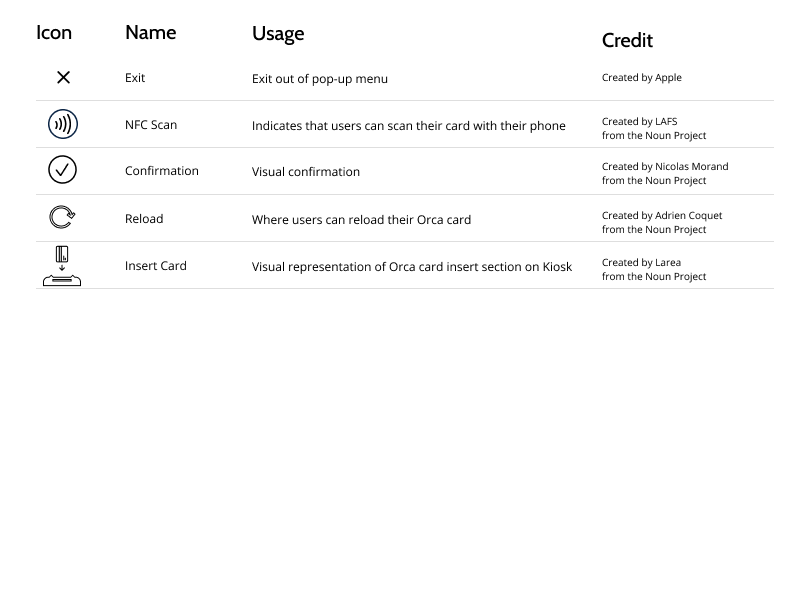 Icon Name Usage Credit
Exit Exit out of pop-up menu Created by Apple
NFC Scan Indicates that users can scan their card with their phone Created by LAFS
from the Noun Project
Confirmation Visual confirmation Created by Nicolas Morand
from the Noun Project
Reload Where users can reload their Orca card Created by Adrien Coquet
from the Noun Project
Insert Card Visual representation of Orca card insert section on Kiosk Created by Larea
from the Noun Project